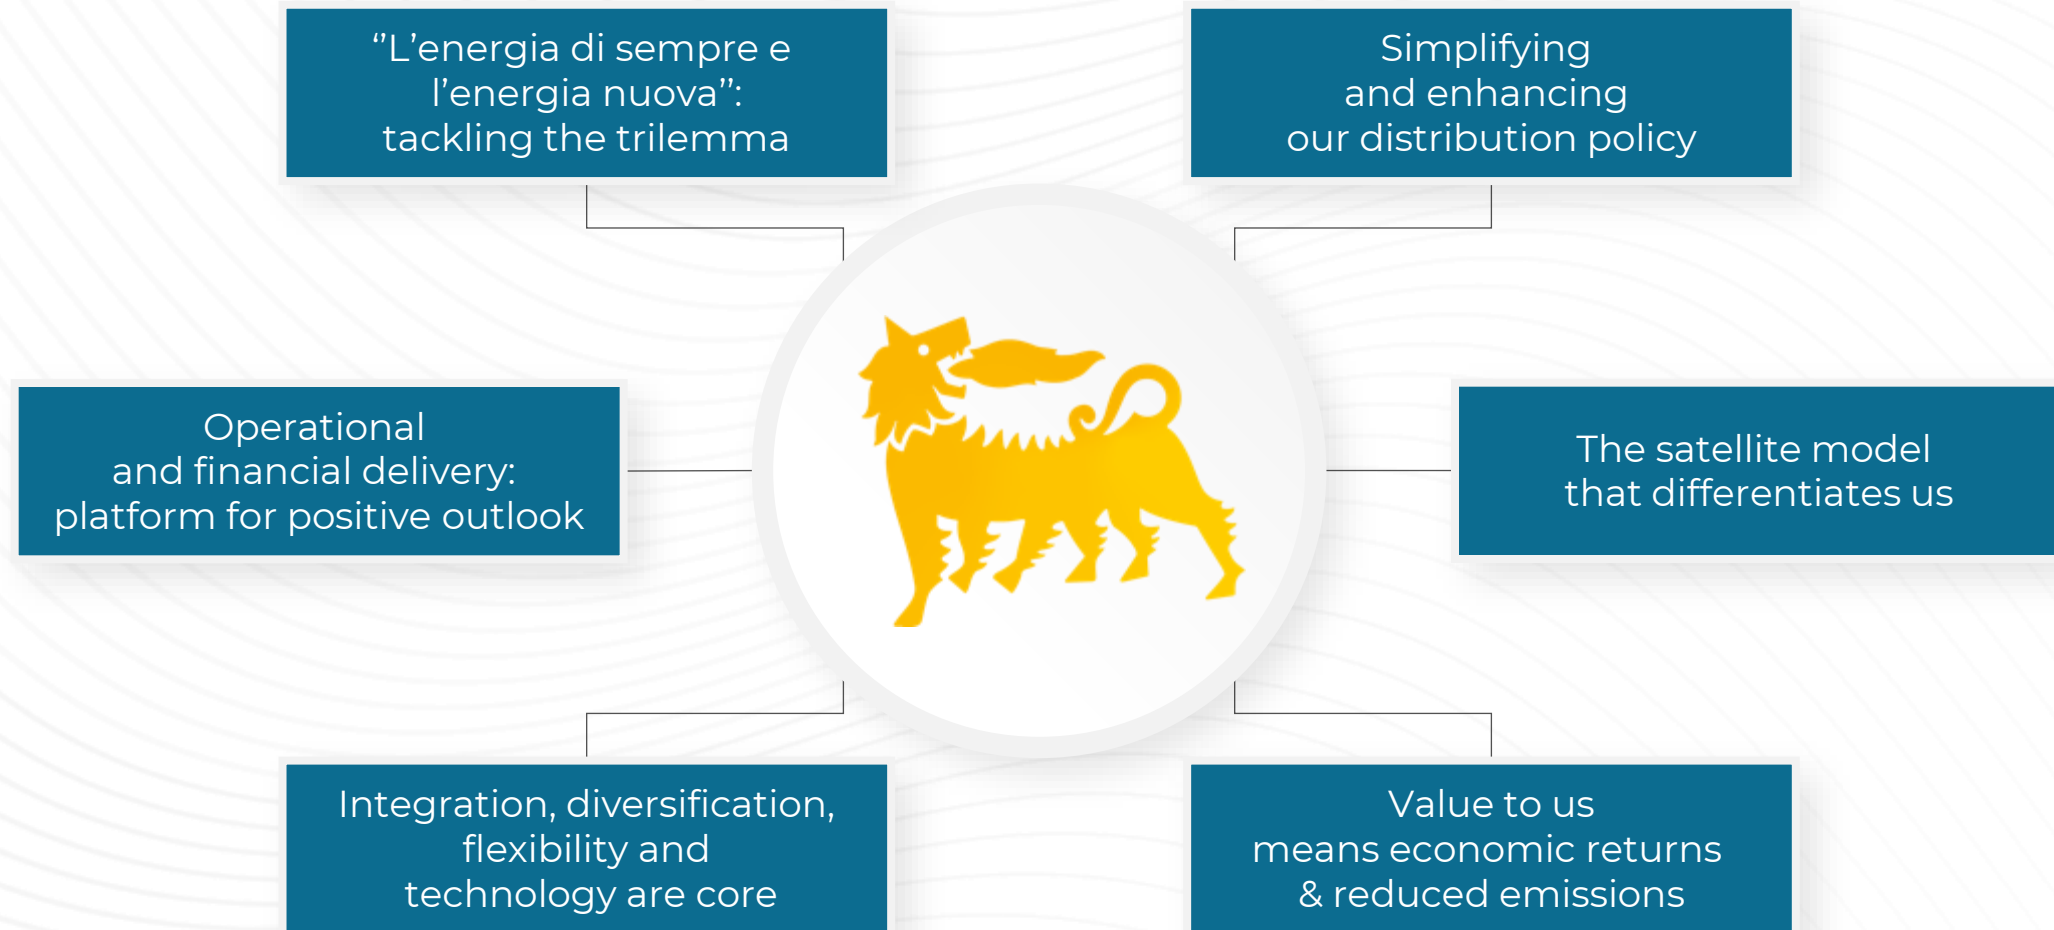 ‘’L’energia di sempre e
l’energia nuova’’:
tackling the trilemma
Simplifying
and enhancing
our distribution policy
Operational
and financial delivery:
platform for positive outlook
The satellite model
that differentiates us
Integration, diversification,
flexibility and
technology are core
Value to us
means economic returns
& reduced emissions